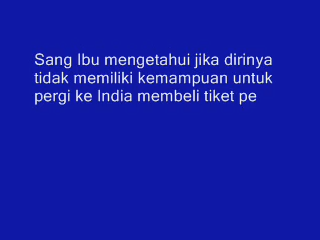 Sang Ibu mengetahui jika dirinya
tidak memiliki kemampuan untuk
pergi ke India membeli tiket pe